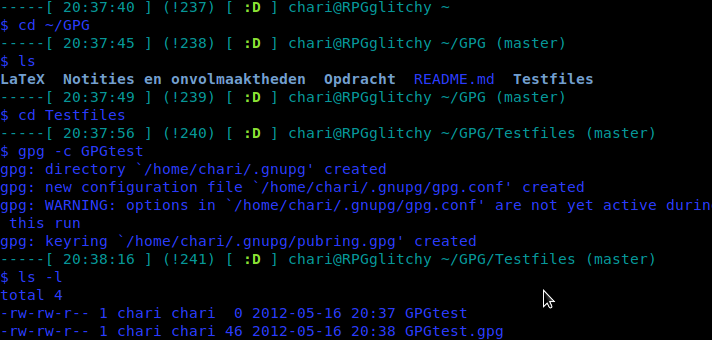 -----[ 20:37:40 ] (!237) [ :D ] chari@RPGglitchy ~
$ cd ~/GPG
-----[ 20:37:45 ] (!238) [ :D ] chari@RPGglitchy ~/GPG (master)
$ ls
LaTeX  Notities en onvolmaaktheden  Opdracht  README.md  Testfiles
-----[ 20:37:49 ] (!239) [ :D ] chari@RPGglitchy ~/GPG (master)
$ cd Testfiles
-----[ 20:37:56 ] (!240) [ :D ] chari@RPGglitchy ~/GPG/Testfiles (master)
$ gpg -c GPGtest
gpg: directory `/home/chari/.gnupg' created
gpg: new configuration file `/home/chari/.gnupg/gpg.conf' created
gpg: WARNING: options in `/home/chari/.gnupg/gpg.conf' are not yet active durin
 this run
gpg: keyring `/home/chari/.gnupg/pubring.gpg' created
-----[ 20:38:16 ] (!241) [ :D ] chari@RPGglitchy ~/GPG/Testfiles (master)
$ ls -l
total 4
-rw-rw-r-- 1 chari chari  0 2012-05-16 20:37 GPGtest
-rw-rw-r-- 1 chari chari 46 2012-05-16 20:38 GPGtest.gpg